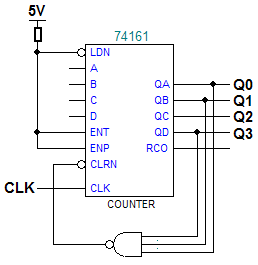 5V
74161
LDN
A
B
C
D
ENT
ENP
CLRN
CLK
QA
QB
QC
QD
RCO
Q0
Q1
Q2
Q3
CLK
COUNTER